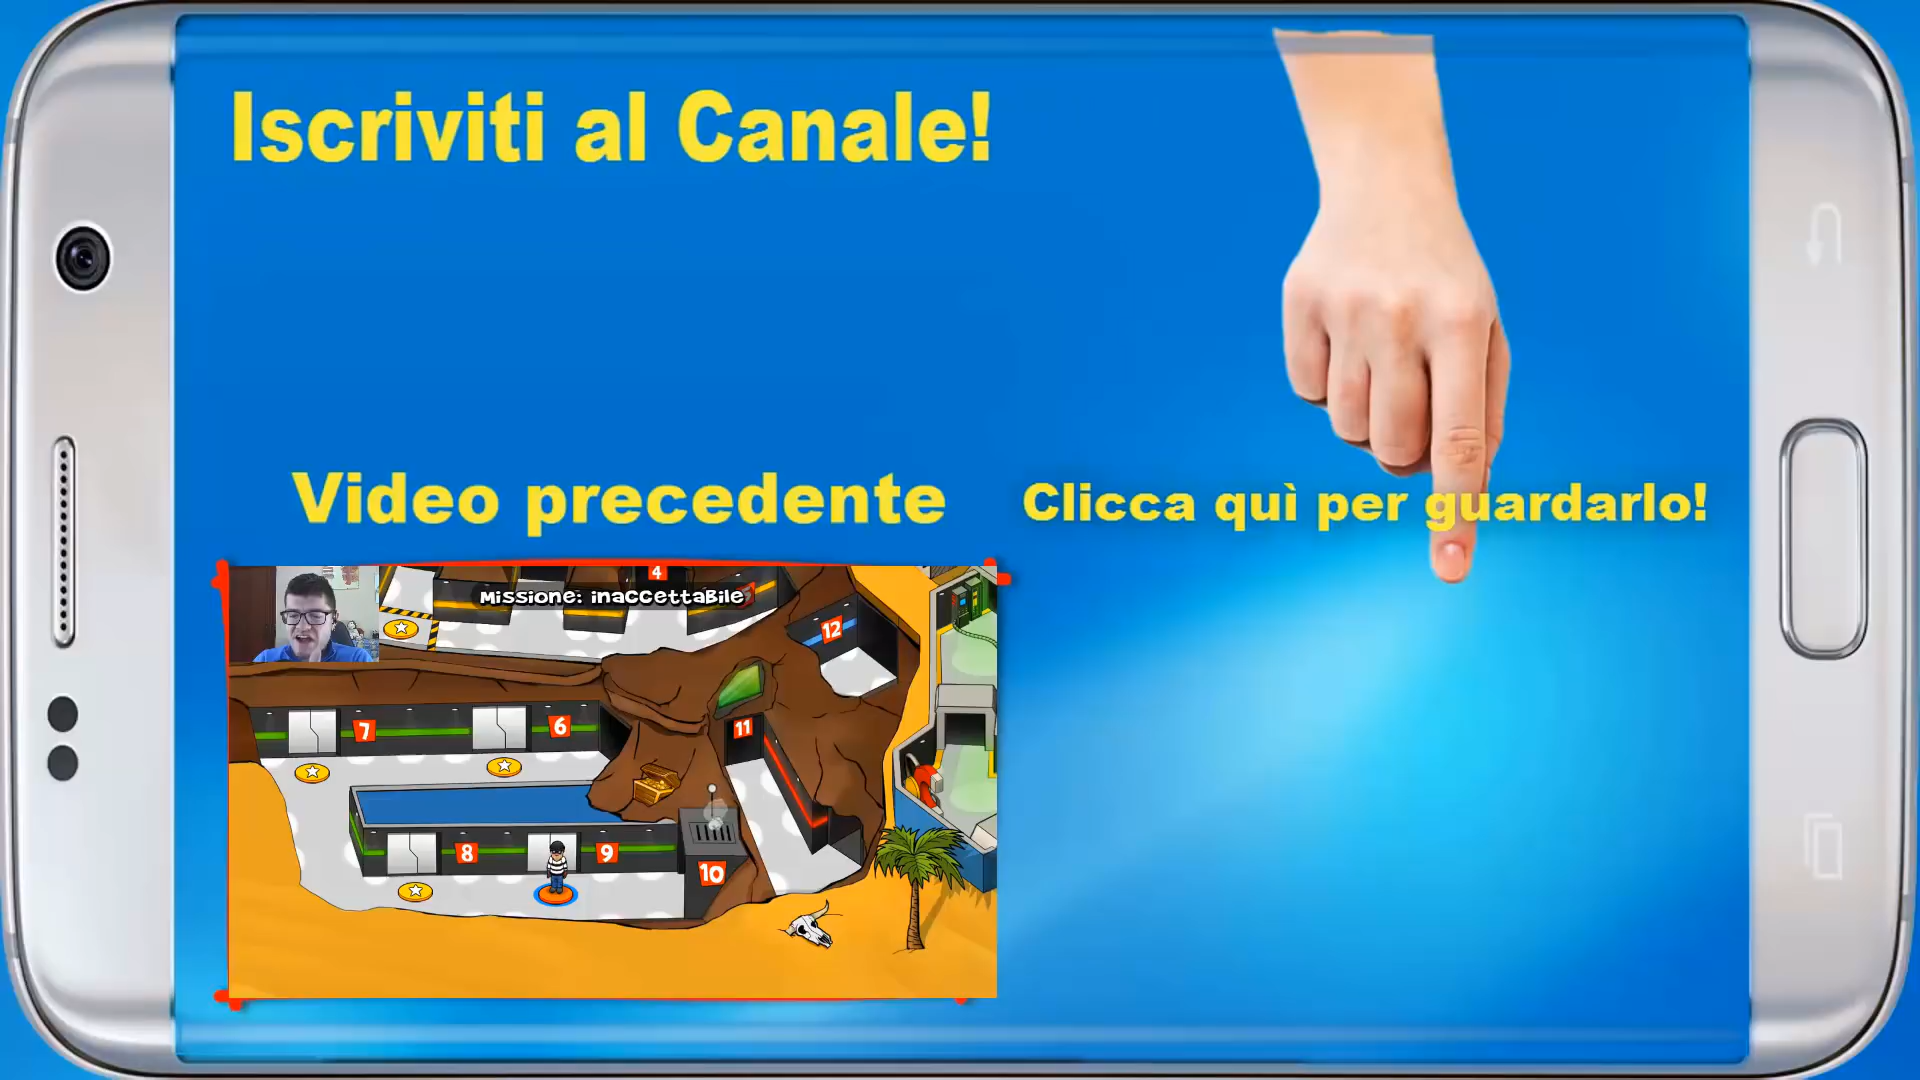 Iscriviti al Canale!
Video precedente
Clicca quì per guardarlo!
4
Missione: inaccettabile
12
7
6
11
8
9
10